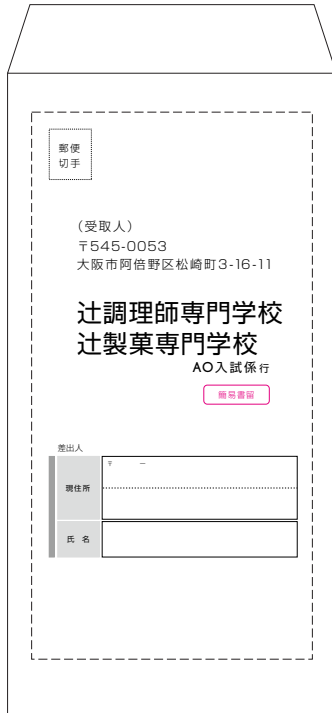 郵便
切手
（受取人）
〒545-0053
大阪市阿倍野区松崎町3-16-11
辻調理師専門学校
辻製菓専門学校
AO入試係行
簡易書留
差出人
〒　－
現住所
氏 名